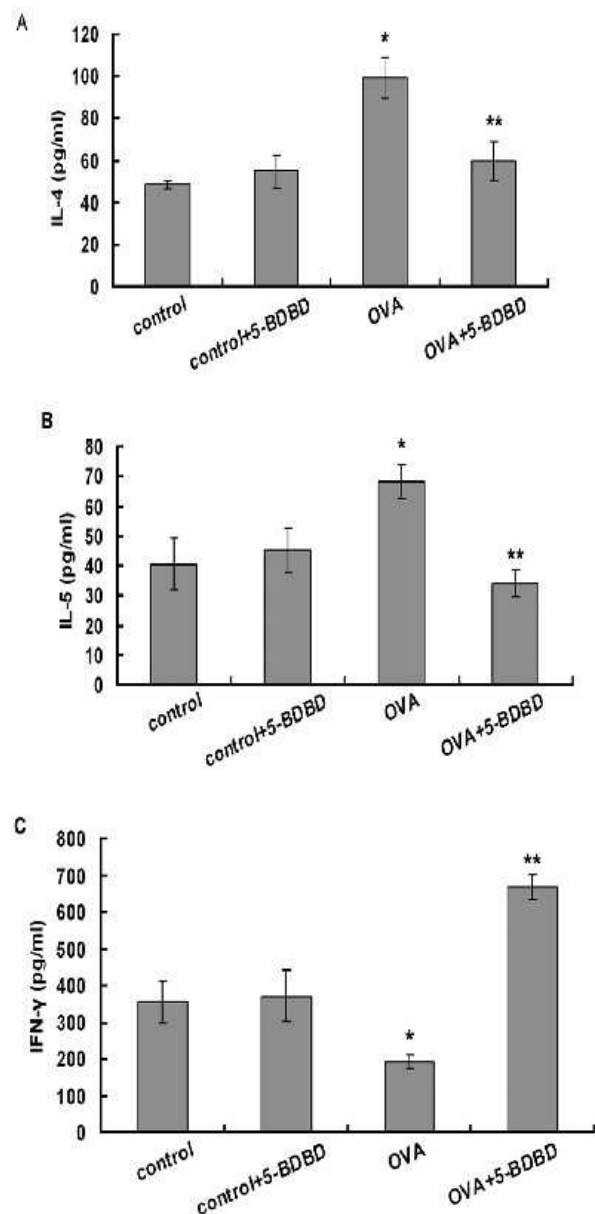 A
IL-4 (pg/ml)
120
100
80
60
40
20
0
*
**
control
control+5-BDBD
OVA
OVA+5-BDBD
B
IL-5 (pg/ml)
80
70
60
50
40
30
20
10
0
*
**
control
control+5-BDBD
OVA
OVA+5-BDBD
C
IFN-γ (pg/ml)
800
700
600
500
400
300
200
100
0
*
**
control
control+5-BDBD
OVA
OVA+5-BDBD